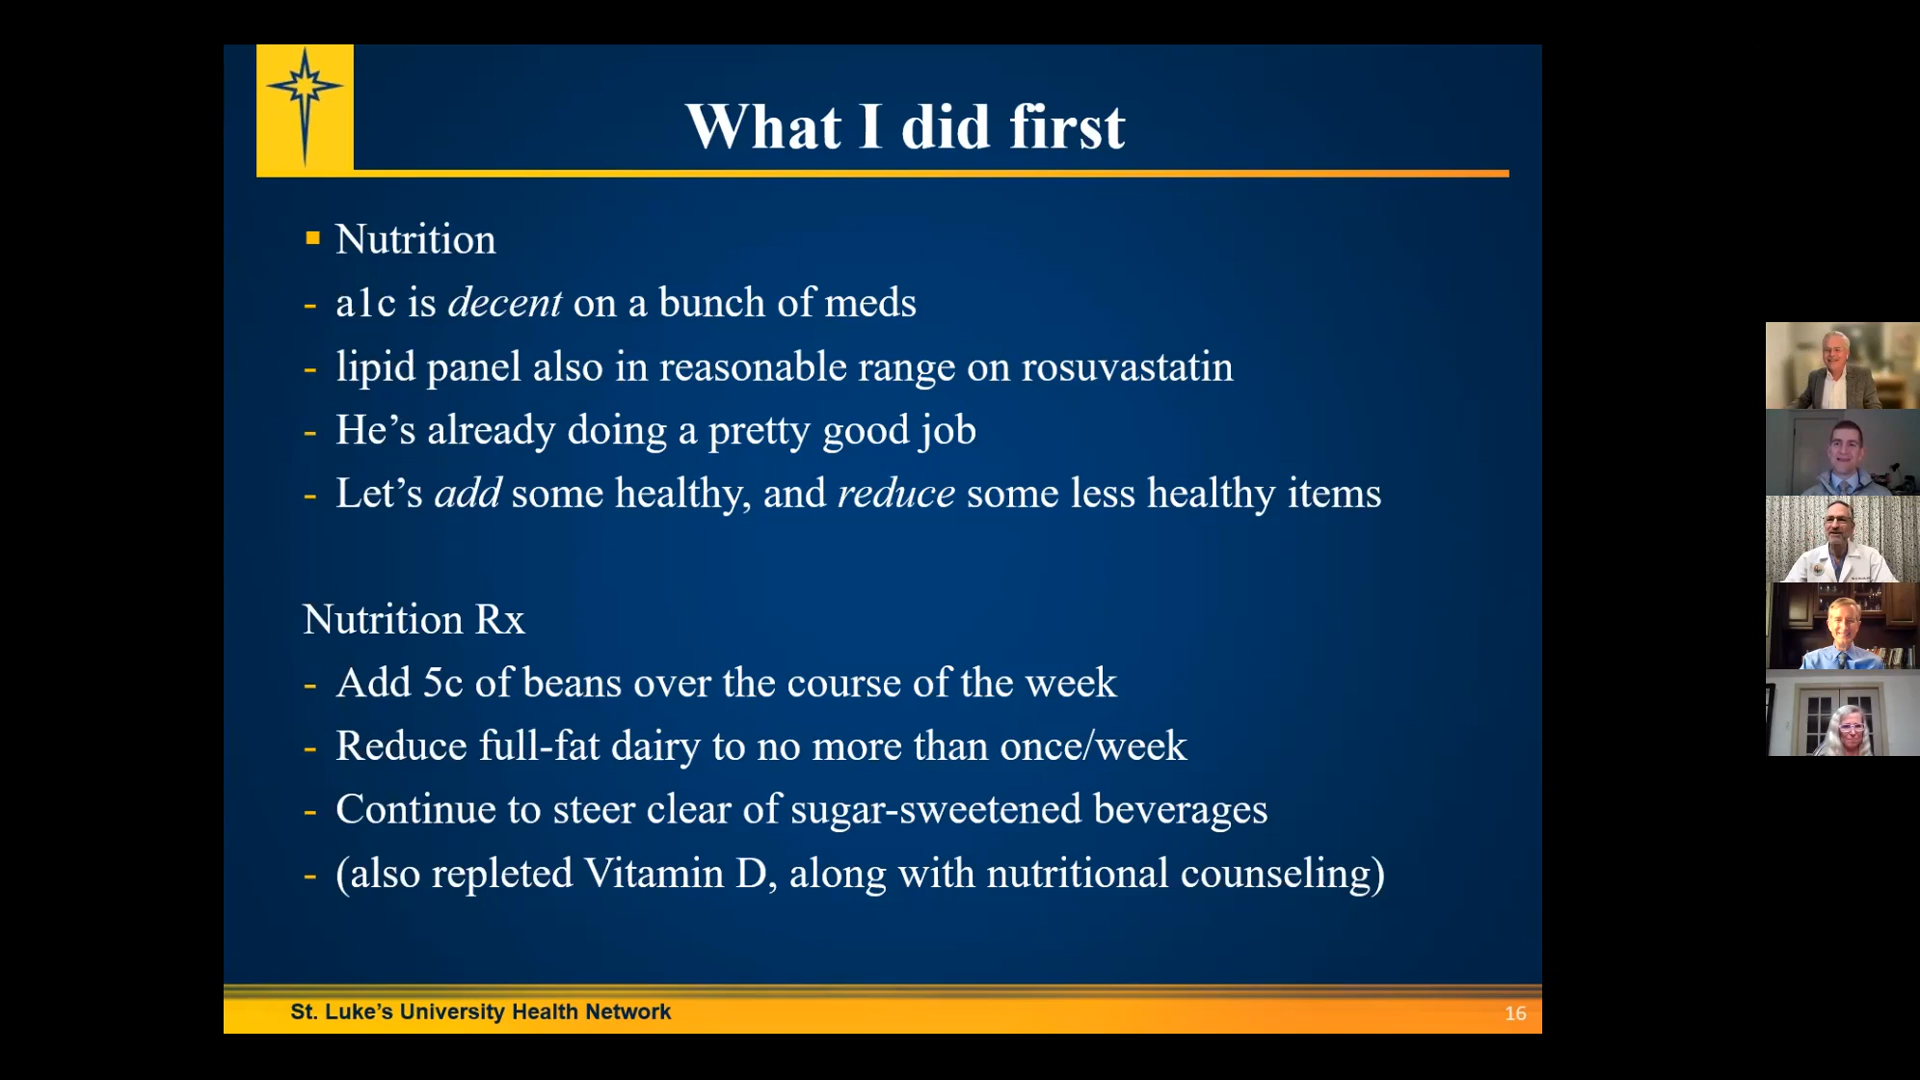 What I did first
▪ Nutrition
- a1c is decent on a bunch of meds
- lipid panel also in reasonable range on rosuvastatin
- He’s already doing a pretty good job
- Let’s add some healthy, and reduce some less healthy items
Nutrition Rx
- Add 5c of beans over the course of the week
- Reduce full-fat dairy to no more than once/week
- Continue to steer clear of sugar-sweetened beverages
- (also repleted Vitamin D, along with nutritional counseling)
St. Luke’s University Health Network
16